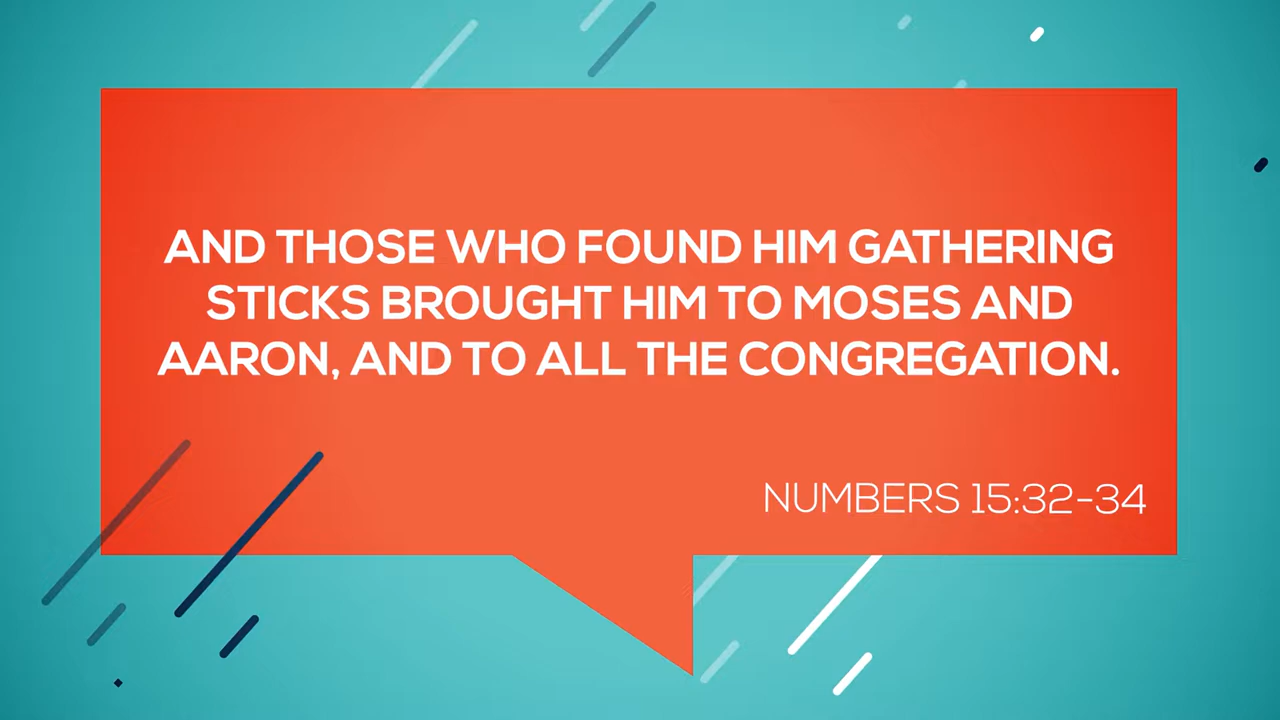 AND THOSE WHO FOUND HIM GATHERING
STICKS BROUGHT HIM TO MOSES AND
AARON, AND TO ALL THE CONGREGATION.
NUMBERS 15:32-34